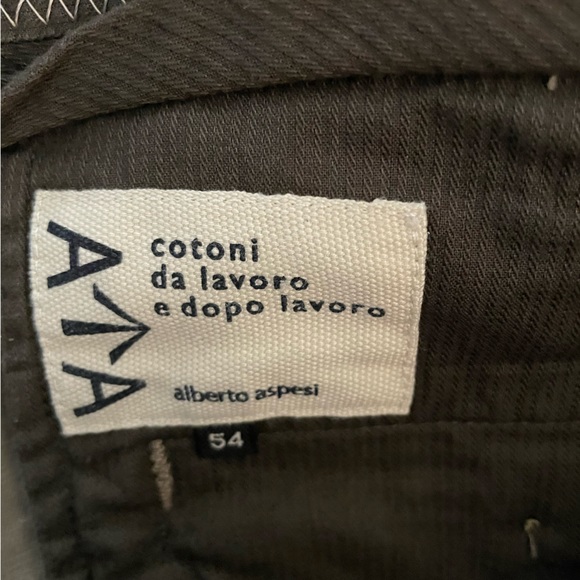 A↑A
cotoni
da lavoro
e dopo lavoro
alberto aspesi
54